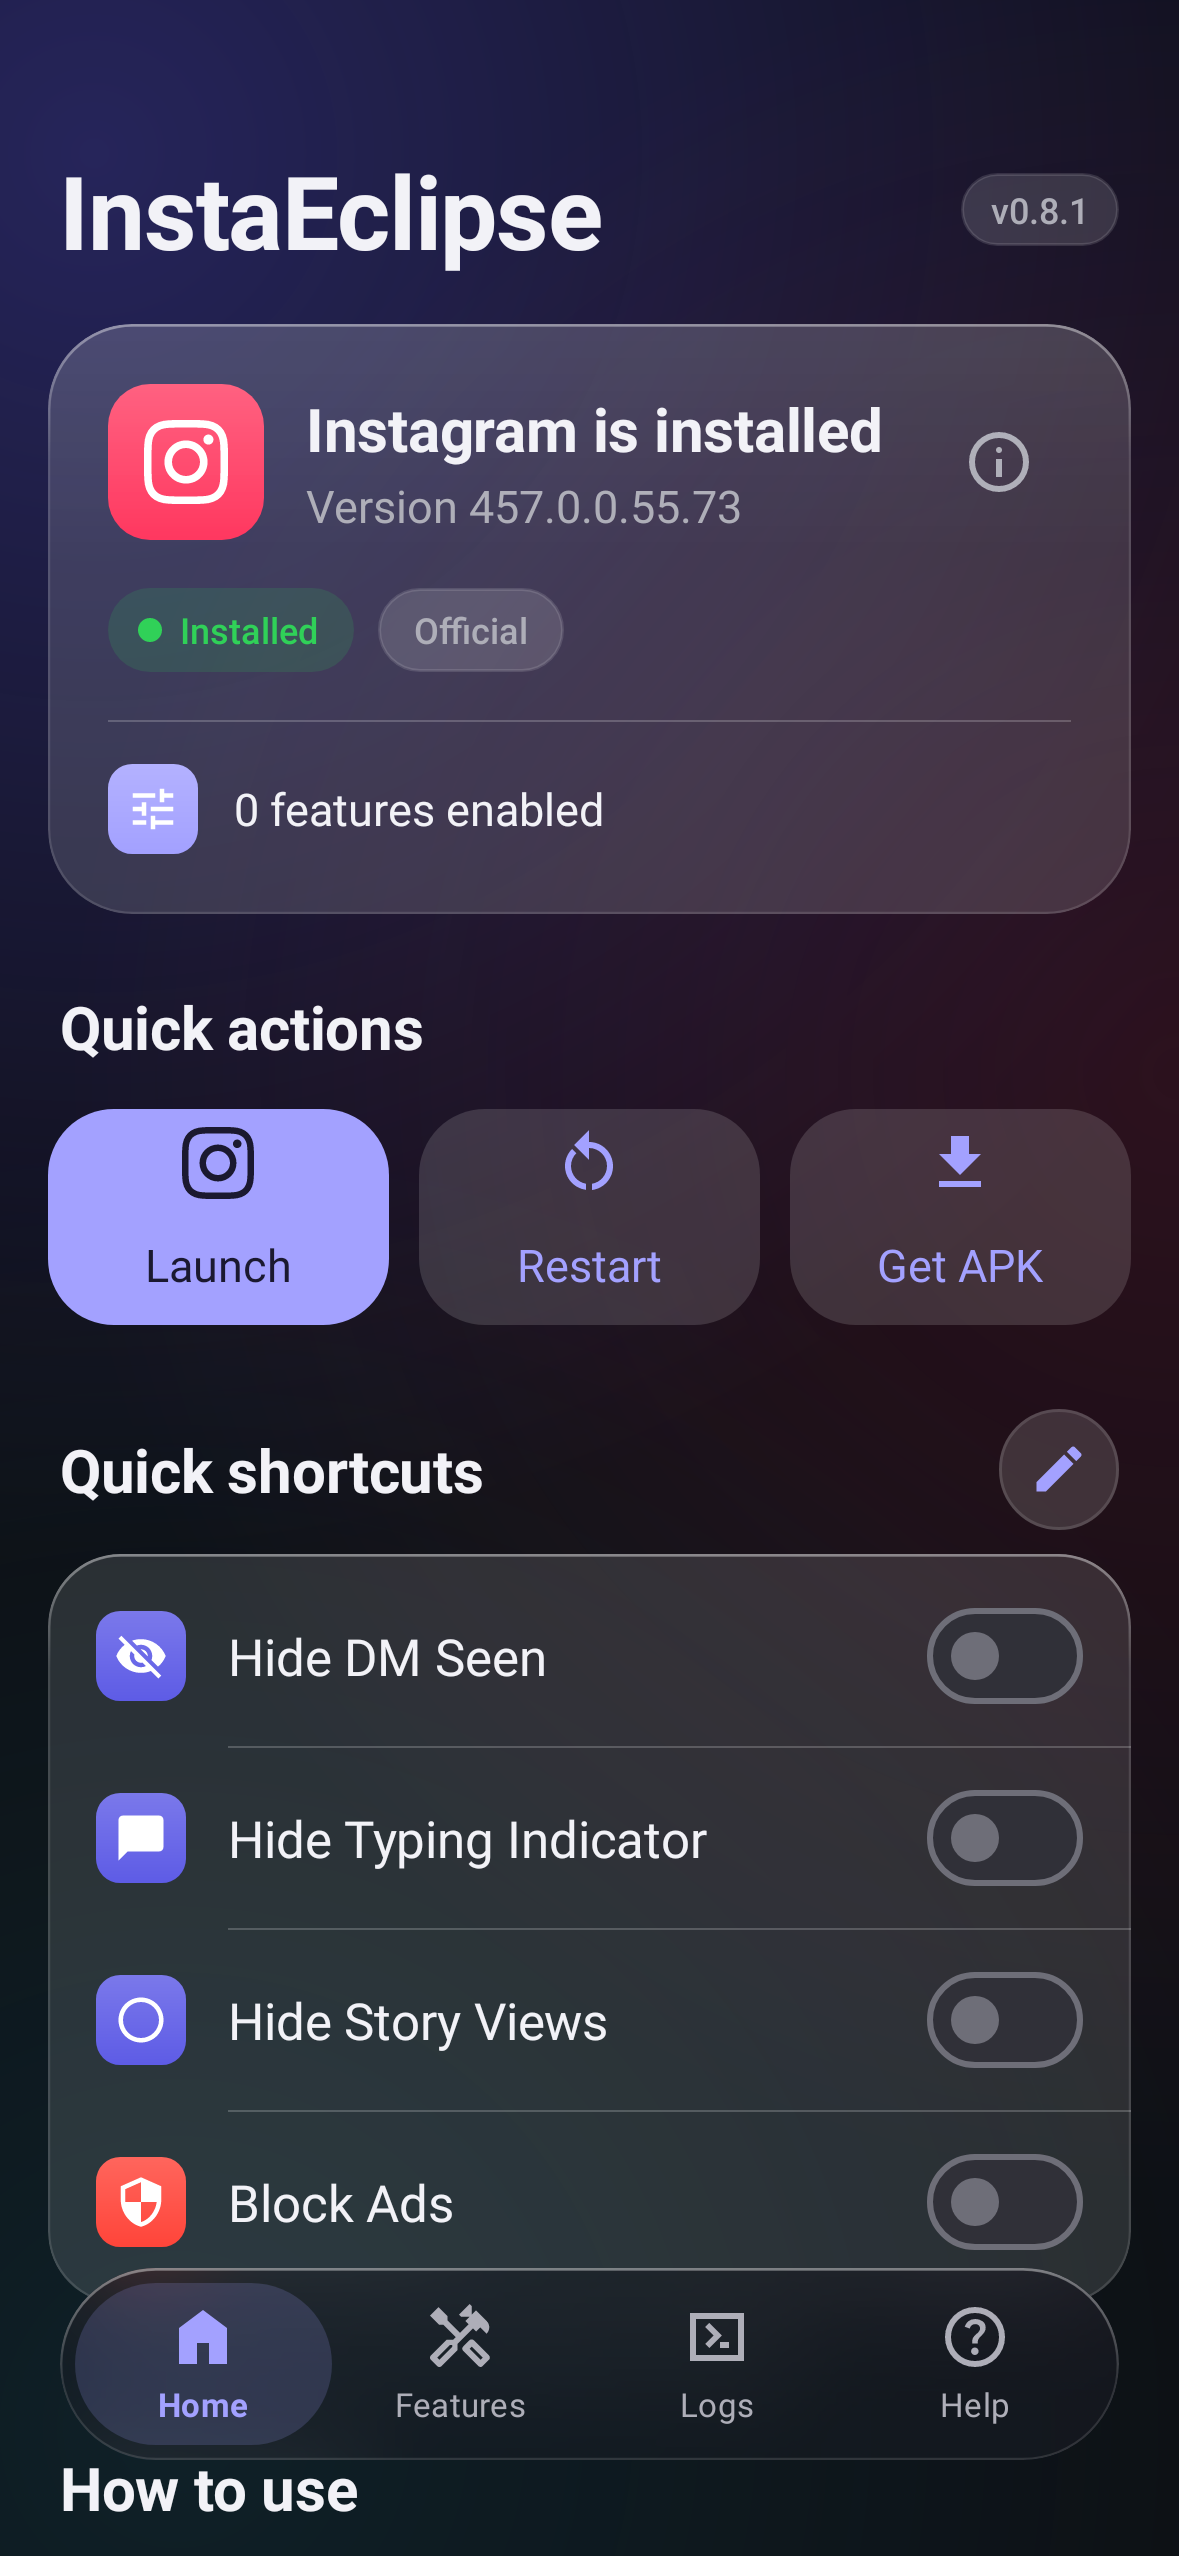 InstaEclipse
v0.8.1
Instagram is installed
Version 457.0.0.55.73
Installed
Official
0 features enabled
Quick actions
Launch
Restart
Get APK
Quick shortcuts
Hide DM Seen
Hide Typing Indicator
Hide Story Views
Block Ads
Home
Features
Logs
Help
How to use